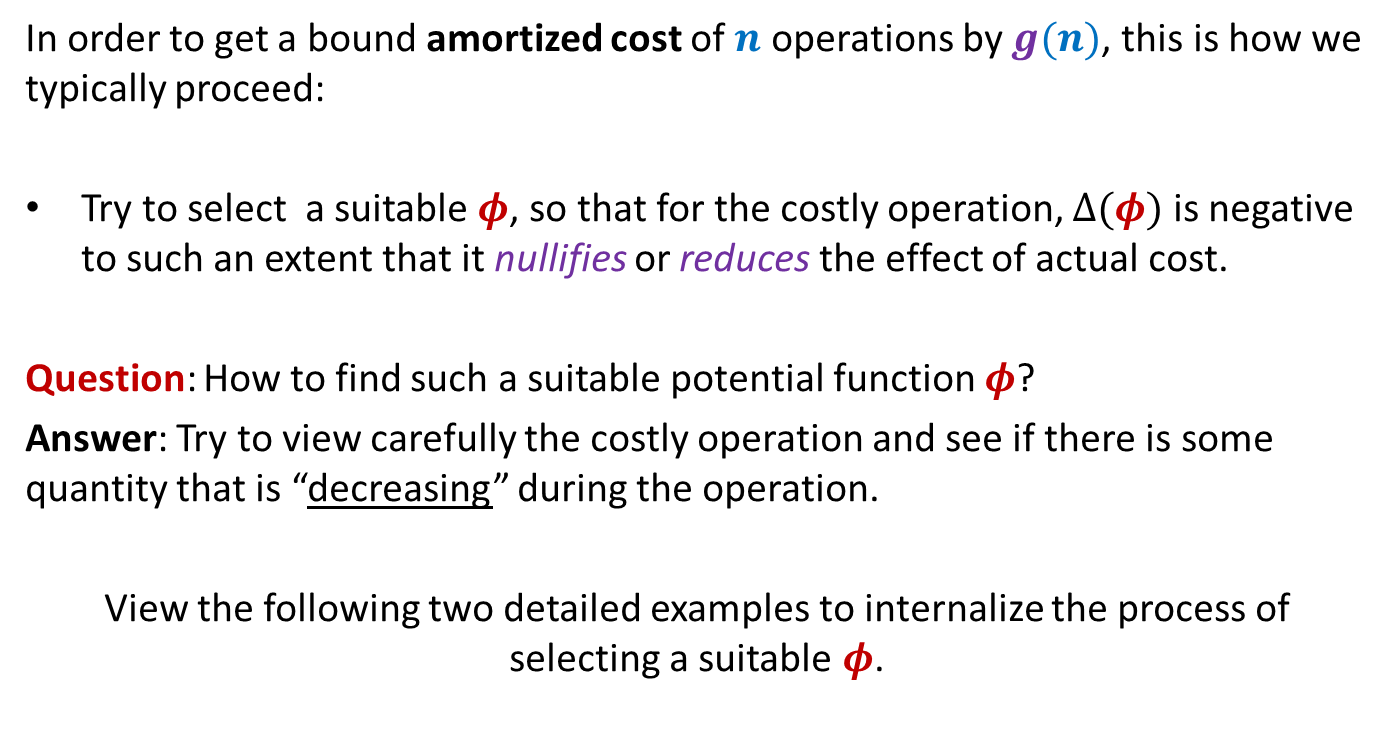 In order to get a bound amortized cost of n operations by g(n), this is how we
typically proceed:
• Try to select a suitable ϕ, so that for the costly operation, Δ(ϕ) is negative
to such an extent that it nullifies or reduces the effect of actual cost.
Question: How to find such a suitable potential function ϕ?
Answer: Try to view carefully the costly operation and see if there is some
quantity that is “decreasing” during the operation.
View the following two detailed examples to internalize the process of
selecting a suitable ϕ.